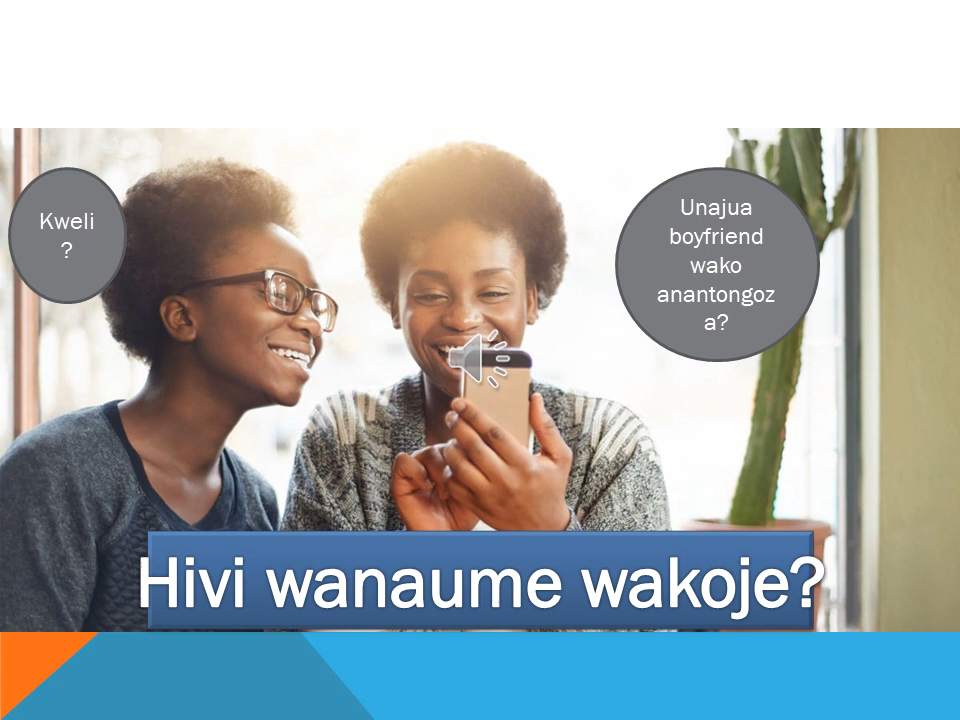 Kweli
?
Unajua
boyfriend
wako
anantongoz
a?
Hivi wanaume wakoje?